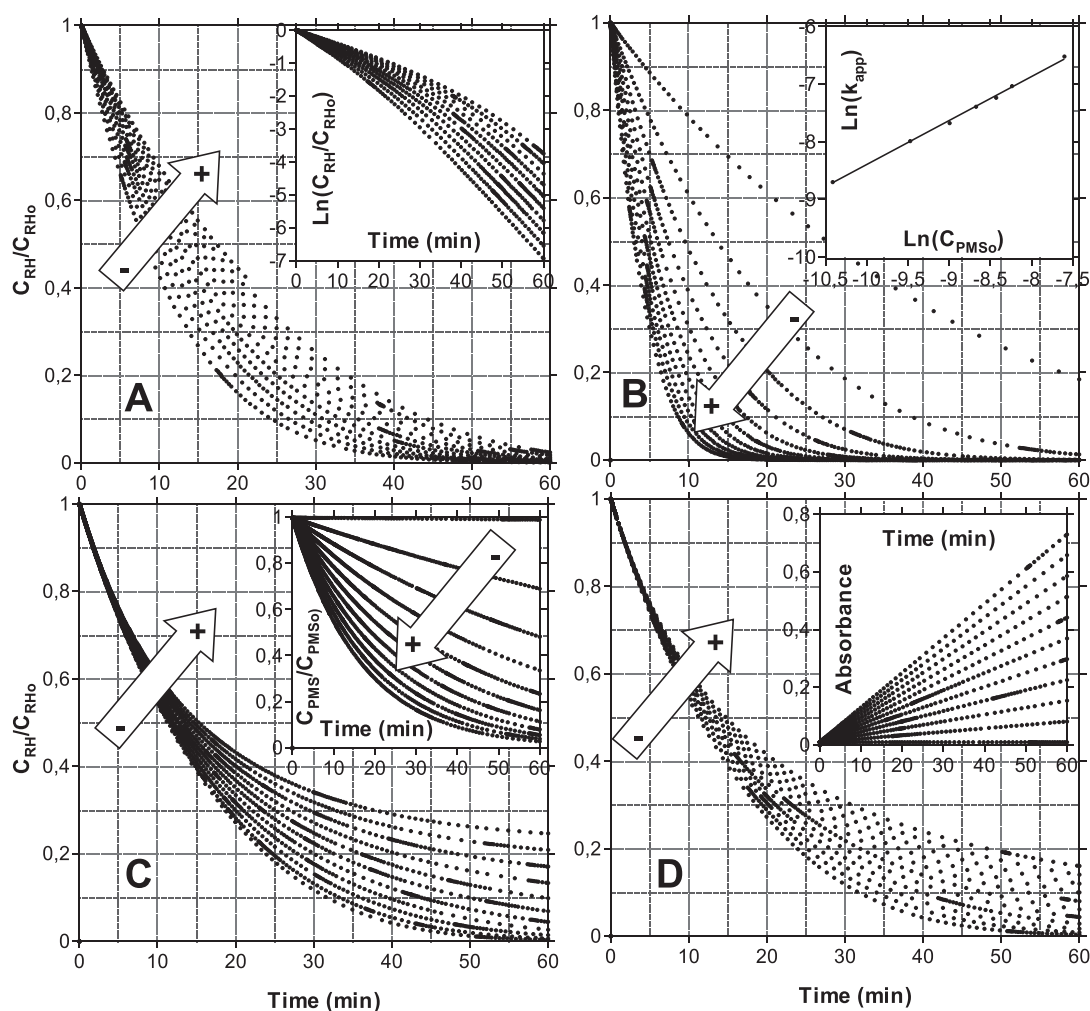 1
0,8
0,6
0,4
0,2
0
C_RH/C_RHo
0 10 20 30 40 50 60
A
+
-
0
-1
-2
-3
-4
-5
-6
-7
Ln(C_RH/C_RHo)
Time (min)
0 10 20 30 40 50 60
1
0,8
0,6
0,4
0,2
0
0 10 20 30 40 50 60
B
-
+
-6
-7
-8
-9
-10
Ln(k_app)
Ln(C_PMSo)
-10,5 -10 -9,5 -9 -8,5 -8 -7,5
1
0,8
0,6
0,4
0,2
0
C_RH/C_RHo
0 10 20 30 40 50 60
Time (min)
C
+
-
1
0,8
0,6
0,4
0,2
0
C_PMS/C_PMSo)
Time (min)
0 10 20 30 40 50 60
-
+
1
0,8
0,6
0,4
0,2
0
0 10 20 30 40 50 60
Time (min)
D
+
-
0,8
0,6
0,4
0,2
0
Absorbance
Time (min)
0 10 20 30 40 50 60